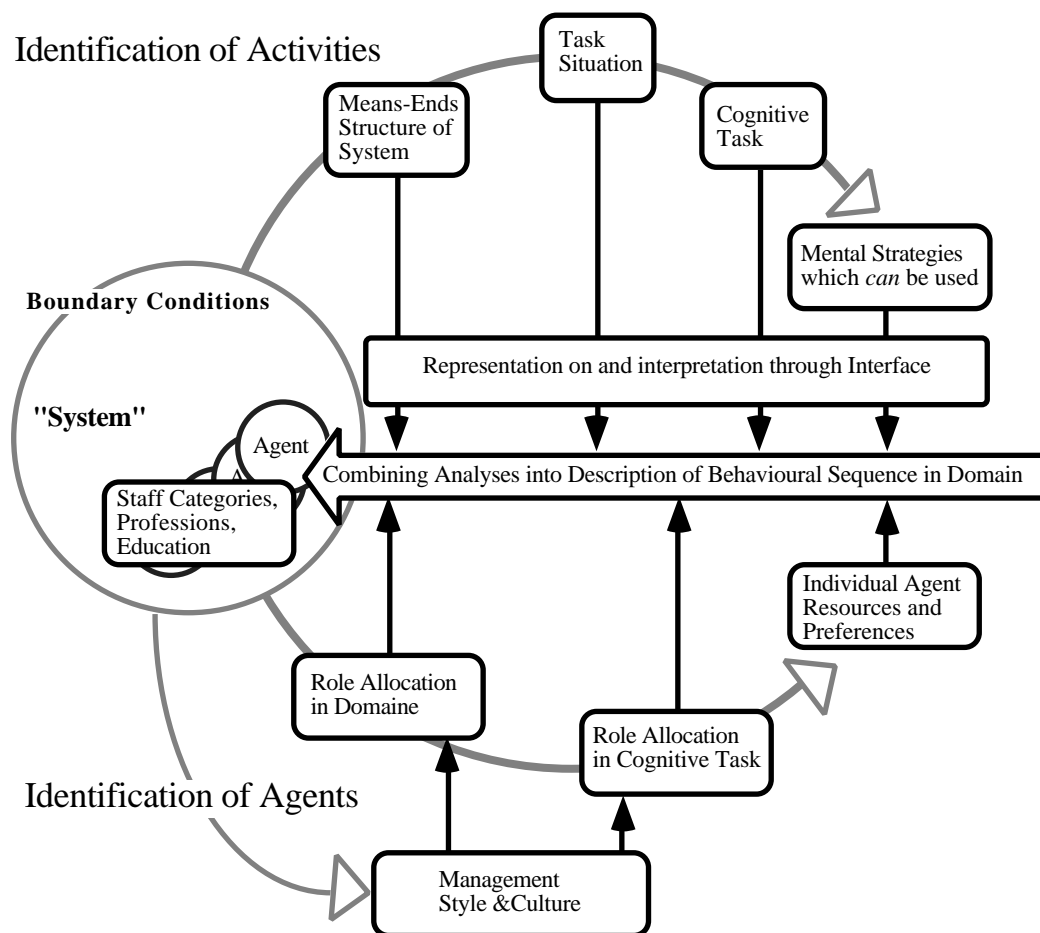 Identification of Activities
Task
Situation
Means-Ends
Structure of
System
Cognitive
Task
Mental Strategies
which can be used
Boundary Conditions
Representation on and interpretation through Interface
"System"
Agent
A
Combining Analyses into Description of Behavioural Sequence in Domain
Staff Categories,
Professions,
Education
Individual Agent
Resources and
Preferences
Role Allocation
in Domaine
Role Allocation
in Cognitive Task
Identification of Agents
Management
Style &Culture